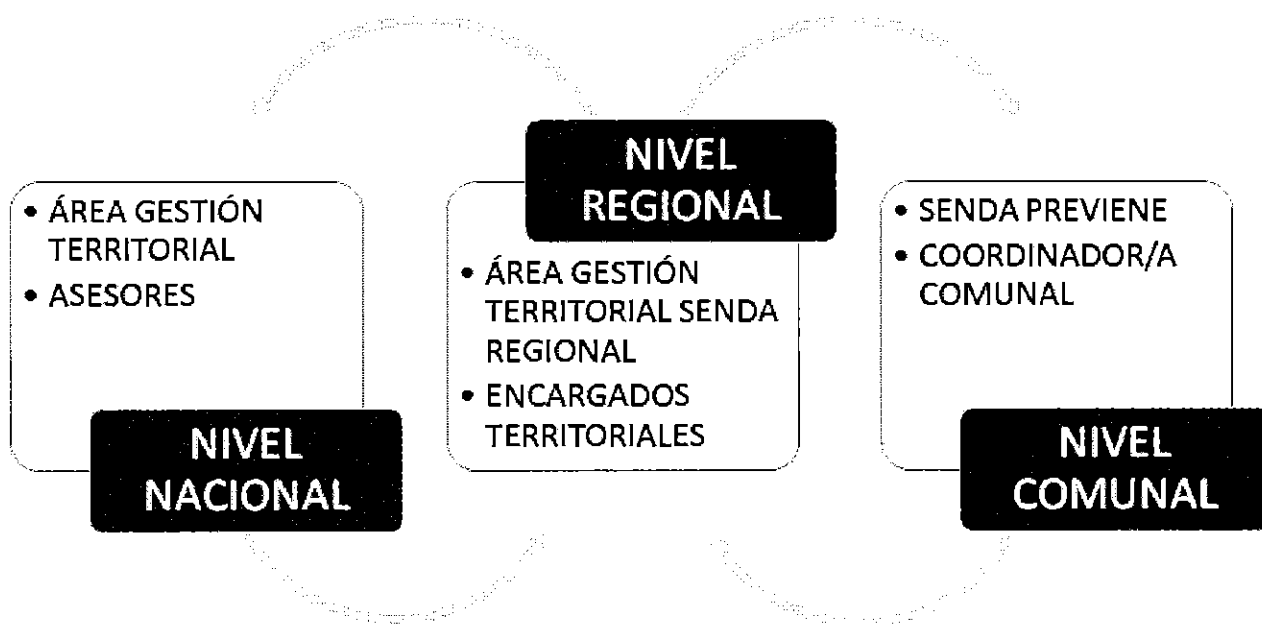 • ÁREA GESTIÓN
TERRITORIAL
• ASESORES
NIVEL
NACIONAL
NIVEL
REGIONAL
• ÁREA GESTIÓN
TERRITORIAL SENDA
REGIONAL
• ENCARGADOS
TERRITORIALES
• SENDA PREVIENE
• COORDINADOR/A
COMUNAL
NIVEL
COMUNAL